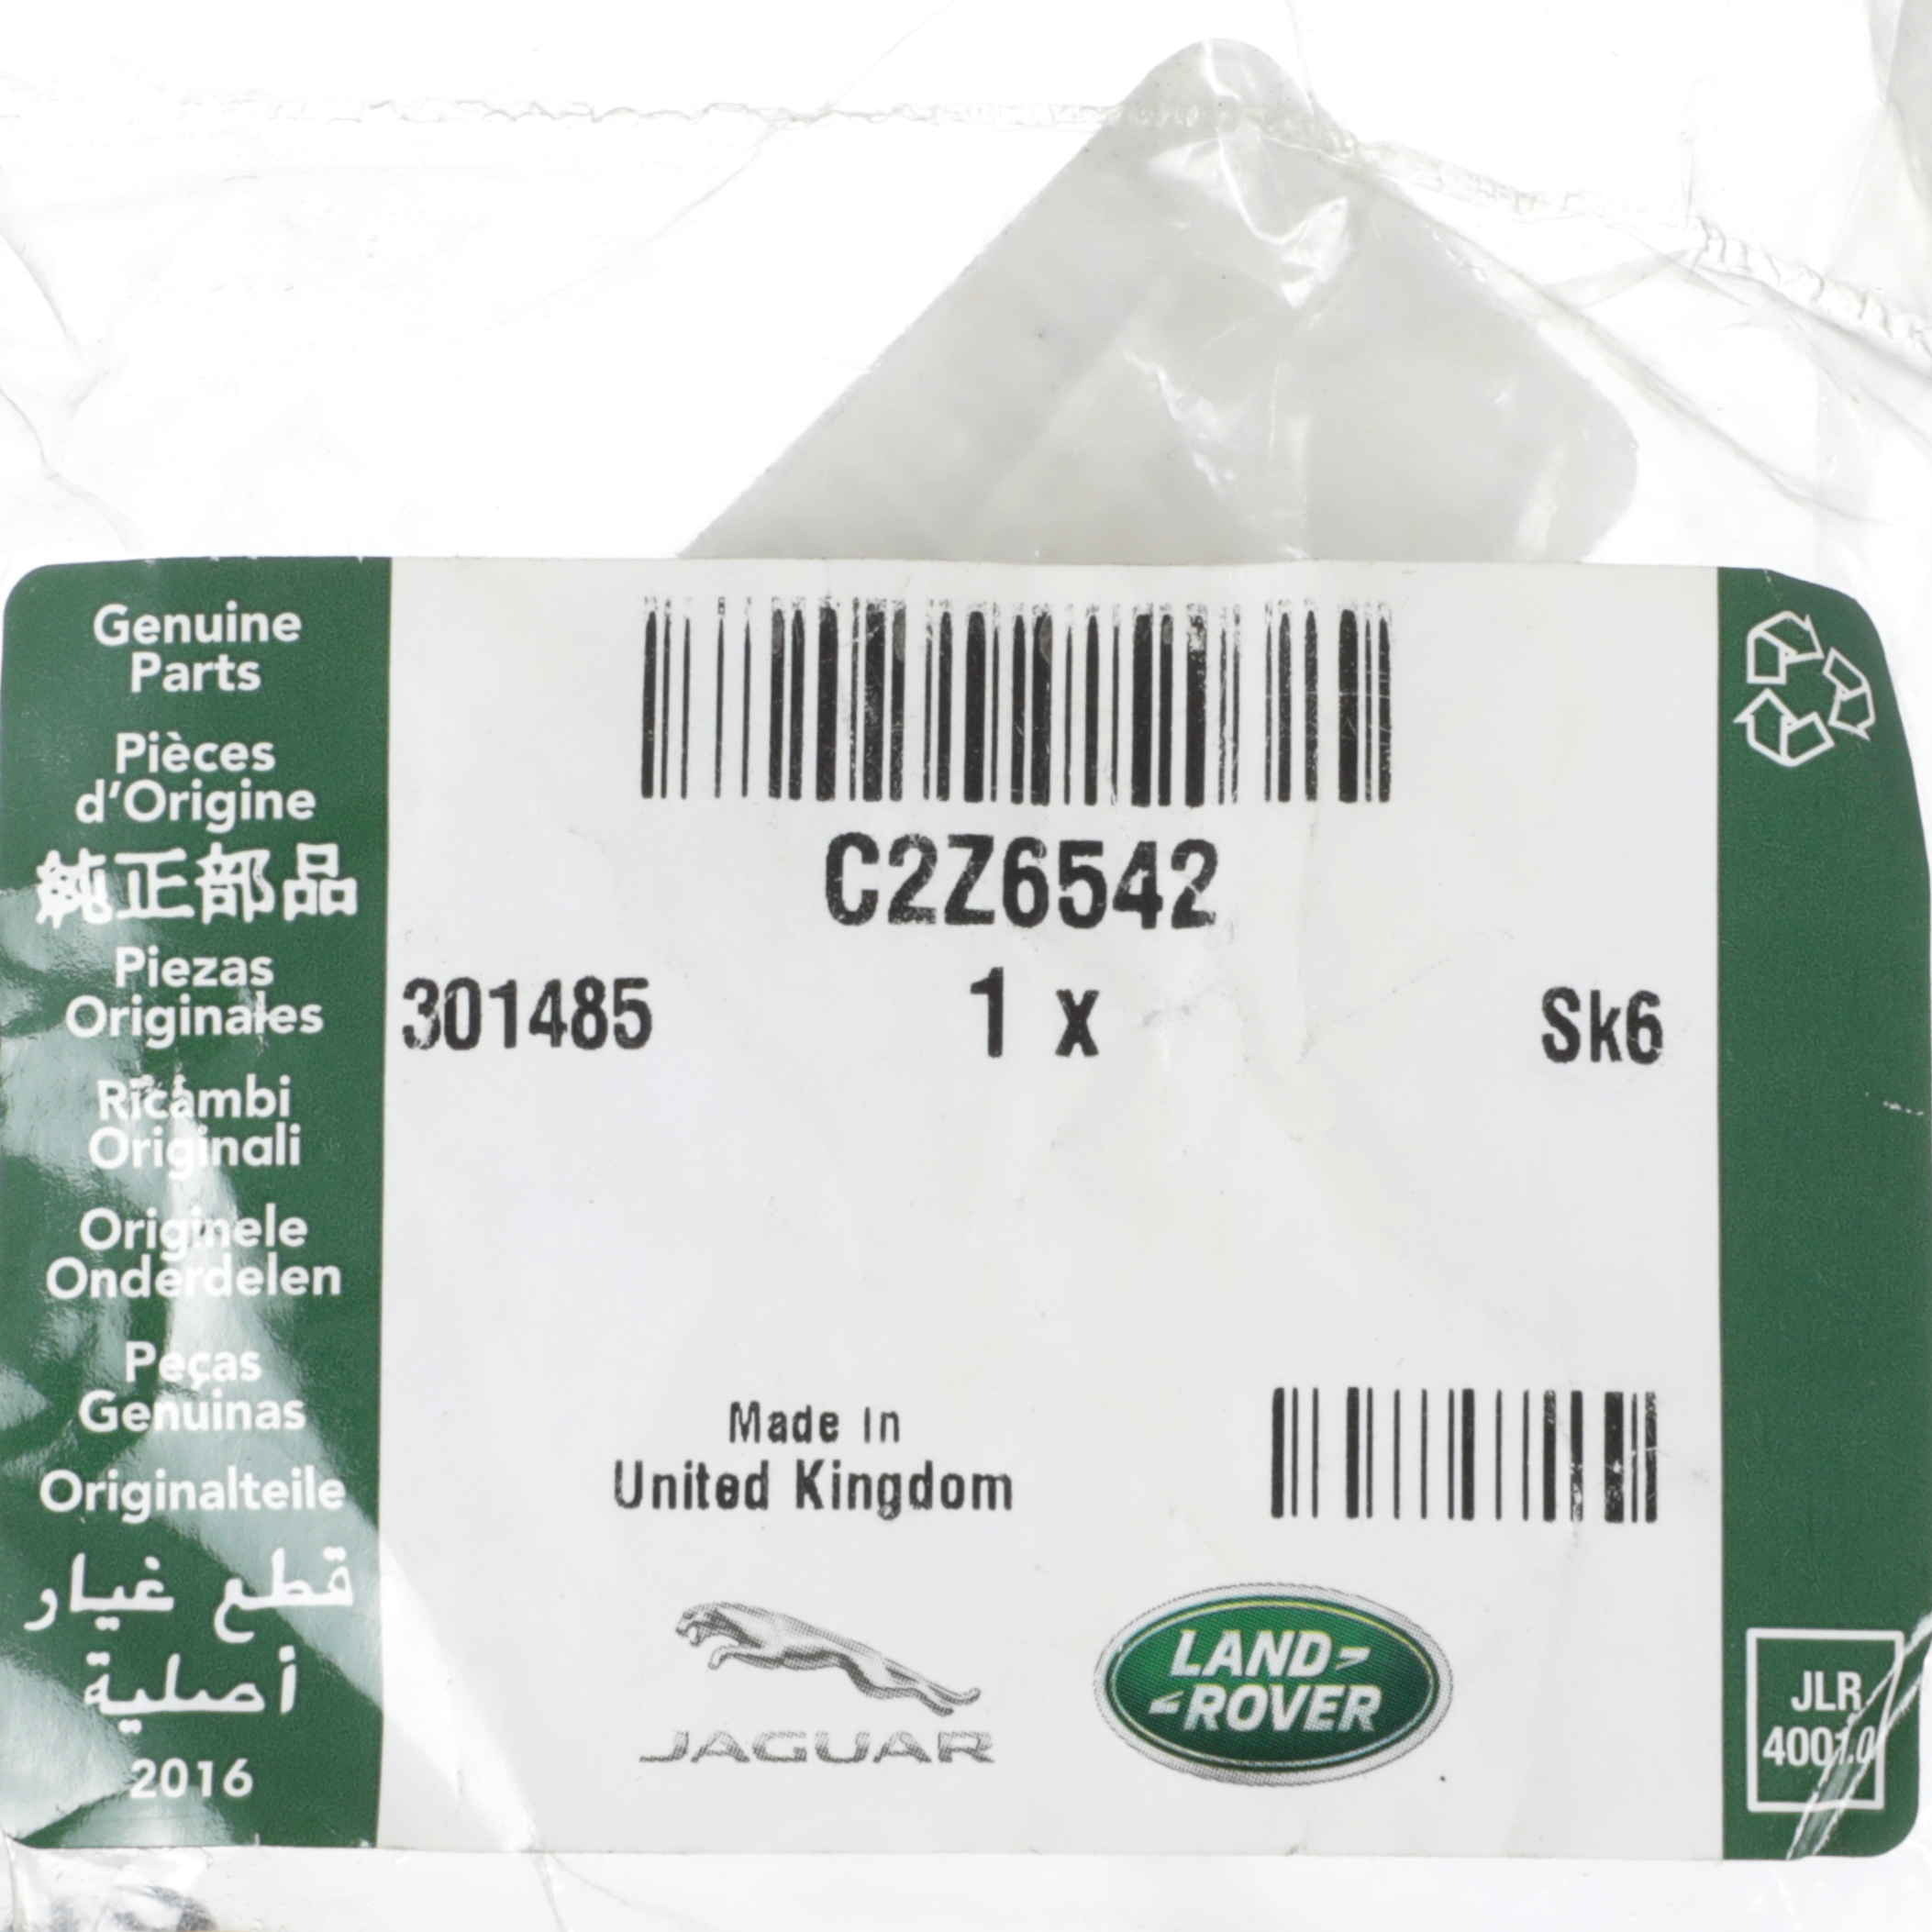 Genuine
Parts
Pièces
d'Origine
純正部品
Piezas
Originales
Ricambi
Originali
Originele
Onderdelen
Peças
Genuinas
Originalteile
قطع غيار
أصلية
2016
C2Z6542
301485 1 x Sk6
Made In
United Kingdom
JAGUAR
LAND-
-ROVER
JLR
4001.0